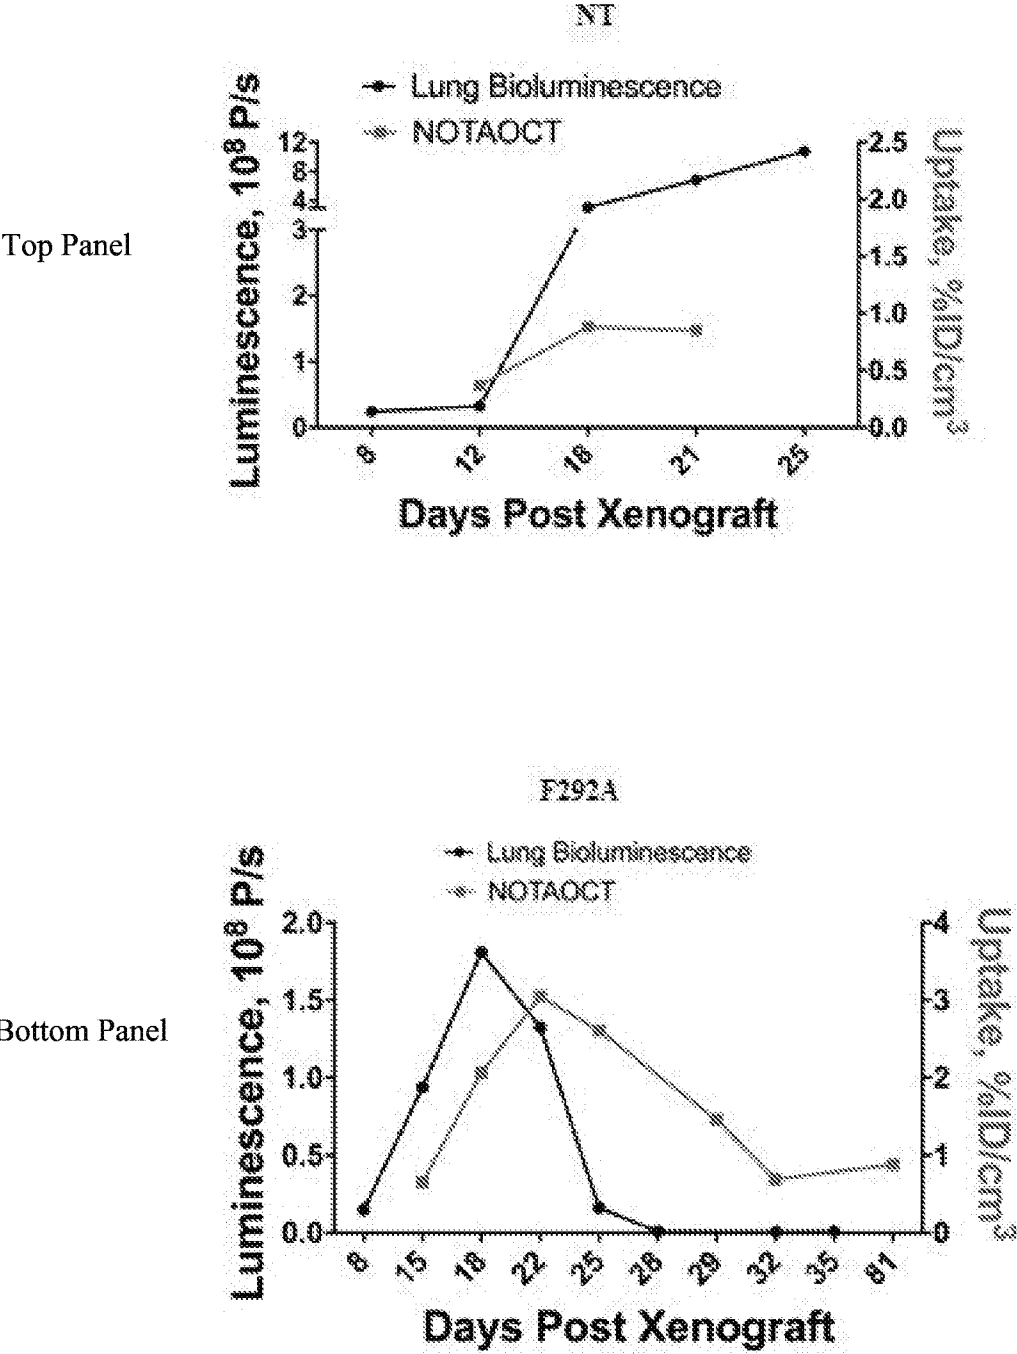 NT
Lung Bioluminescence
NOTAOCT
Luminescence, 10⁸ P/s
12
8
4
3
2
1
0
2.5
2.0
1.5
1.0
0.5
0.0
Uptake, %ID/cm³
Top Panel
8
12
18
21
25
Days Post Xenograft
F292A
Lung Bioluminescence
NOTAOCT
Luminescence, 10⁸ P/s
2.0
1.5
1.0
0.5
0.0
4
3
2
1
0
Uptake, %ID/cm³
Bottom Panel
8
15
18
22
25
28
29
32
35
81
Days Post Xenograft